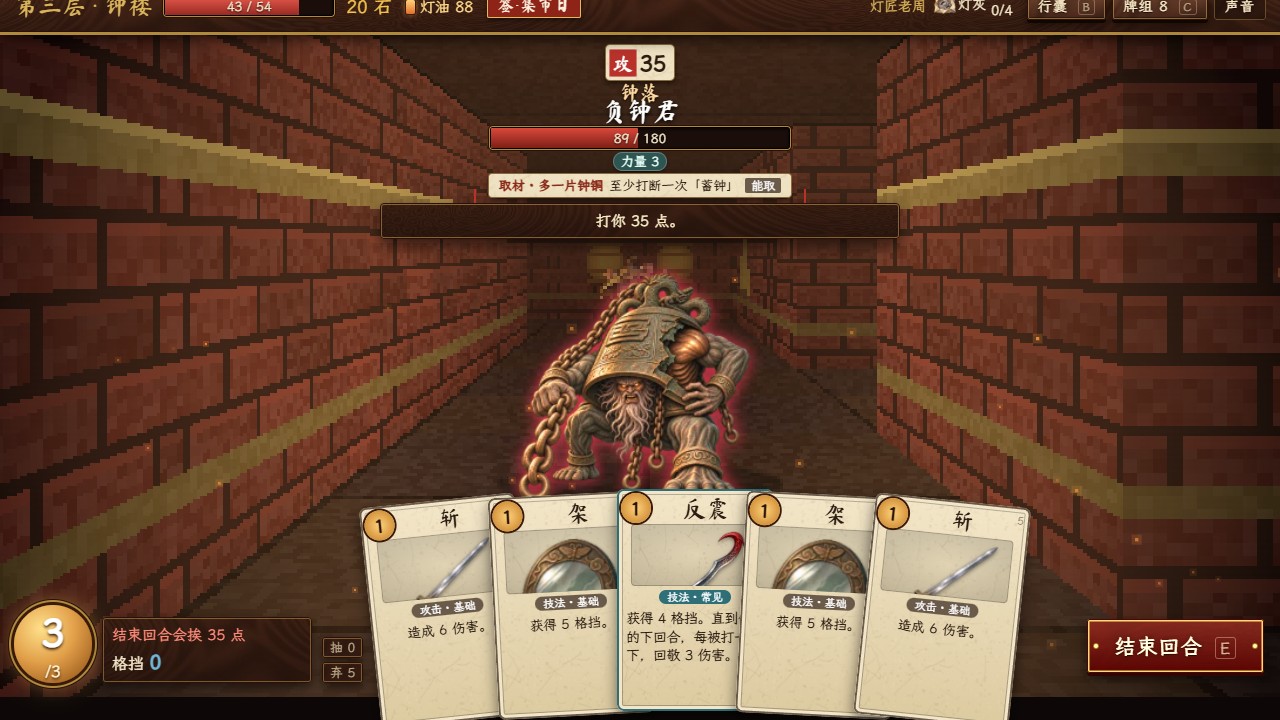 第三层·钟楼
43 / 54
20 石
灯油 88
签·集市日
灯匠老周
灯灰 0/4
行囊 B
牌组 8 C
声音
攻 35
钟落
负钟君
89 / 180
力量 3
取材·多一片钟铜 至少打断一次「蓄钟」 能取
打你 35 点。
1 斩
攻击·基础
造成 6 伤害。
1 架
技法·基础
获得 5 格挡。
1 反震
技法·常见
获得 4 格挡。直到
的下回合，每被打一
下，回敬 3 伤害。
1 架
技法·基础
获得 5 格挡。
1 斩
5
攻击·基础
造成 6 伤害。
3
/3
结束回合会挨 35 点
格挡 0
抽 0
弃 5
结束回合 E